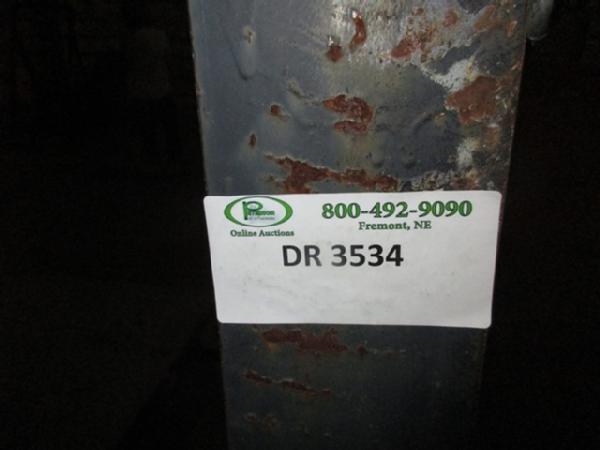 800-492-9090
Online Auctions
Fremont, NE
DR 3534